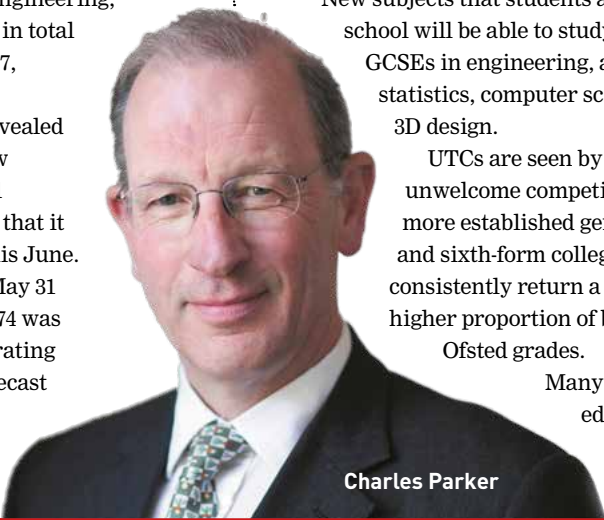 engineering,
in total
7,
vealed
that it
is June.
May 31
74 was
rating
ecast
New subjects that students a
school will be able to study
GCSEs in engineering, a
statistics, computer sc
3D design.
UTCs are seen by
unwelcome competi
more established ge
and sixth-form colleg
consistently return a
higher proportion of b
Ofsted grades.
Many
ed
Charles Parker